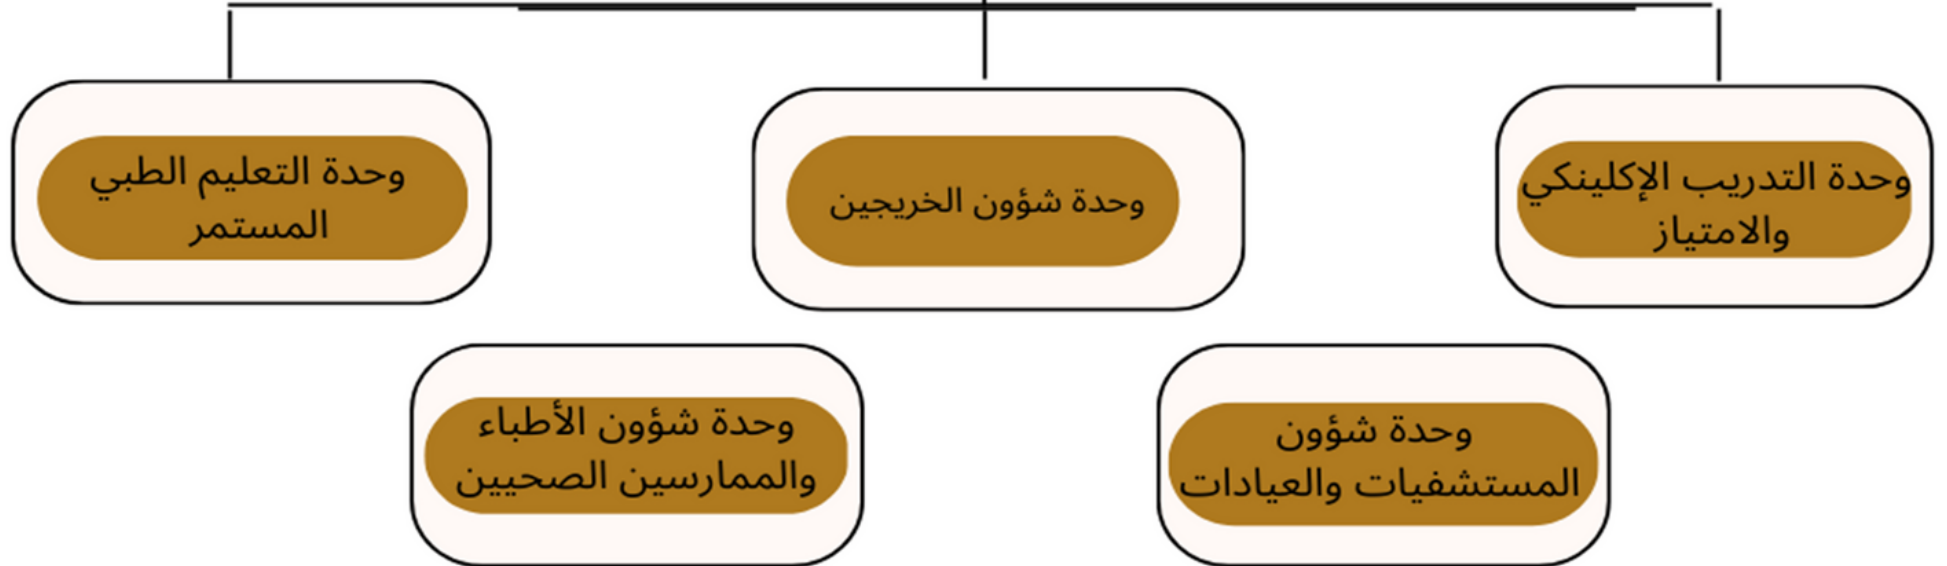 وحدة التدريب الإكلينكي
والامتياز
وحدة شؤون الخريجين
وحدة التعليم الطبي
المستمر
وحدة شؤون
المستشفيات والعيادات
وحدة شؤون الأطباء
والممارسين الصحيين